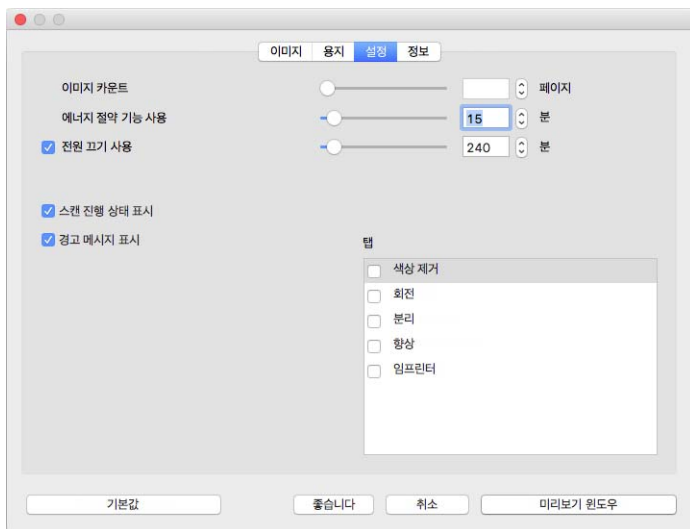 이미지 용지 설정 정보
이미지 카운트 페이지
에너지 절약 기능 사용 15 분
전원 끄기 사용 240 분
스캔 진행 상태 표시
경고 메시지 표시
탭
색상 제거
회전
분리
향상
임프린터
기본값 좋습니다 취소 미리보기 윈도우